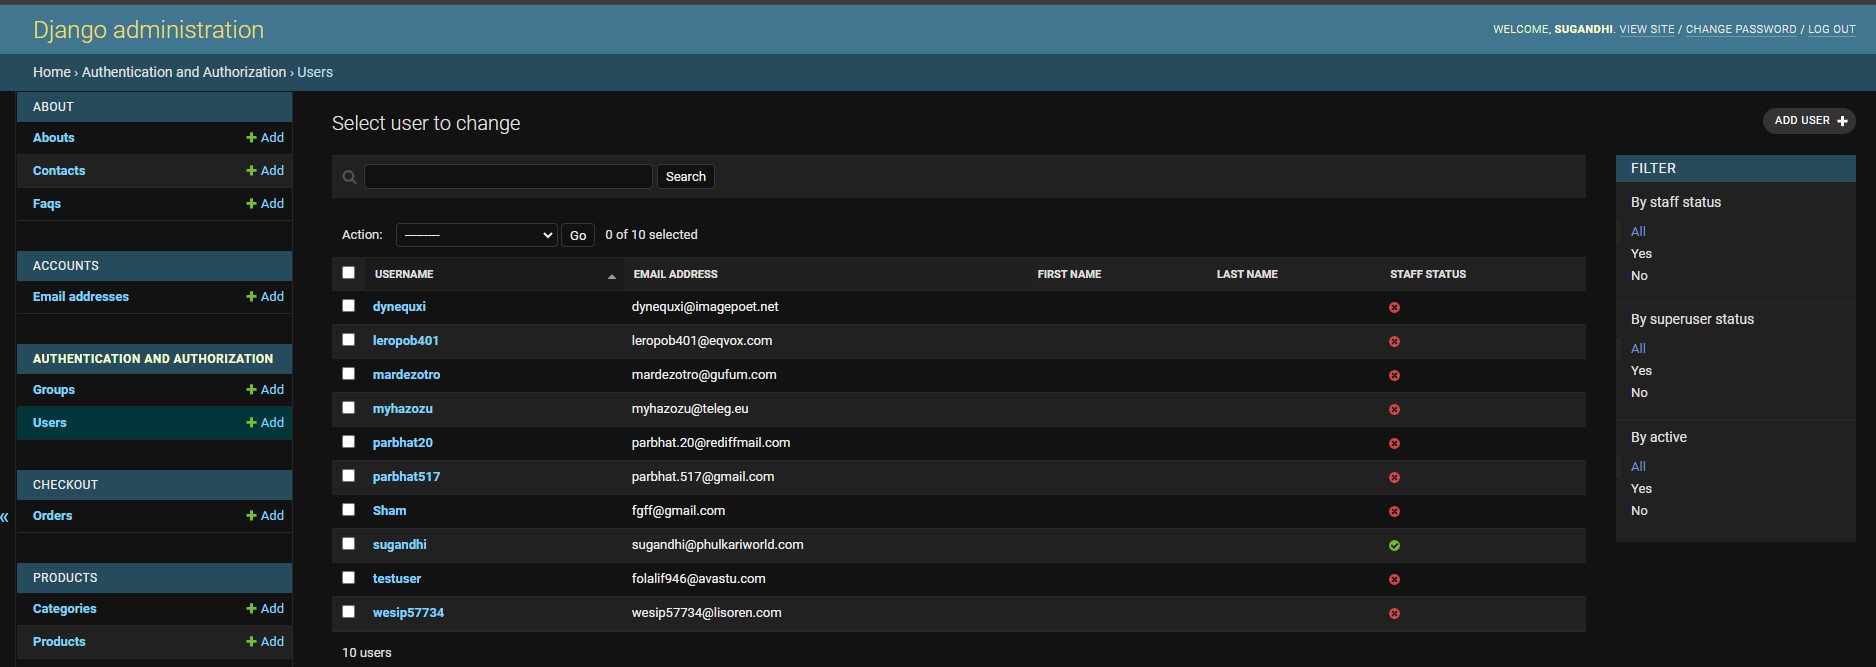 Django administration
WELCOME, SUGANDHI. VIEW SITE / CHANGE PASSWORD / LOG OUT
Home › Authentication and Authorization › Users
ABOUT
Abouts + Add
Contacts + Add
Faqs + Add
ACCOUNTS
Email addresses + Add
AUTHENTICATION AND AUTHORIZATION
Groups + Add
Users + Add
CHECKOUT
Orders + Add
PRODUCTS
Categories + Add
Products + Add
«
Select user to change
ADD USER +
Search
Action: --------- Go 0 of 10 selected
USERNAME EMAIL ADDRESS FIRST NAME LAST NAME STAFF STATUS
dynequxi dynequxi@imagepoet.net
leropob401 leropob401@eqvox.com
mardezotro mardezotro@gufum.com
myhazozu myhazozu@teleg.eu
parbhat20 parbhat.20@rediffmail.com
parbhat517 parbhat.517@gmail.com
Sham fgff@gmail.com
sugandhi sugandhi@phulkariworld.com
testuser folalif946@avastu.com
wesip57734 wesip57734@lisoren.com
10 users
FILTER
By staff status
All
Yes
No
By superuser status
All
Yes
No
By active
All
Yes
No